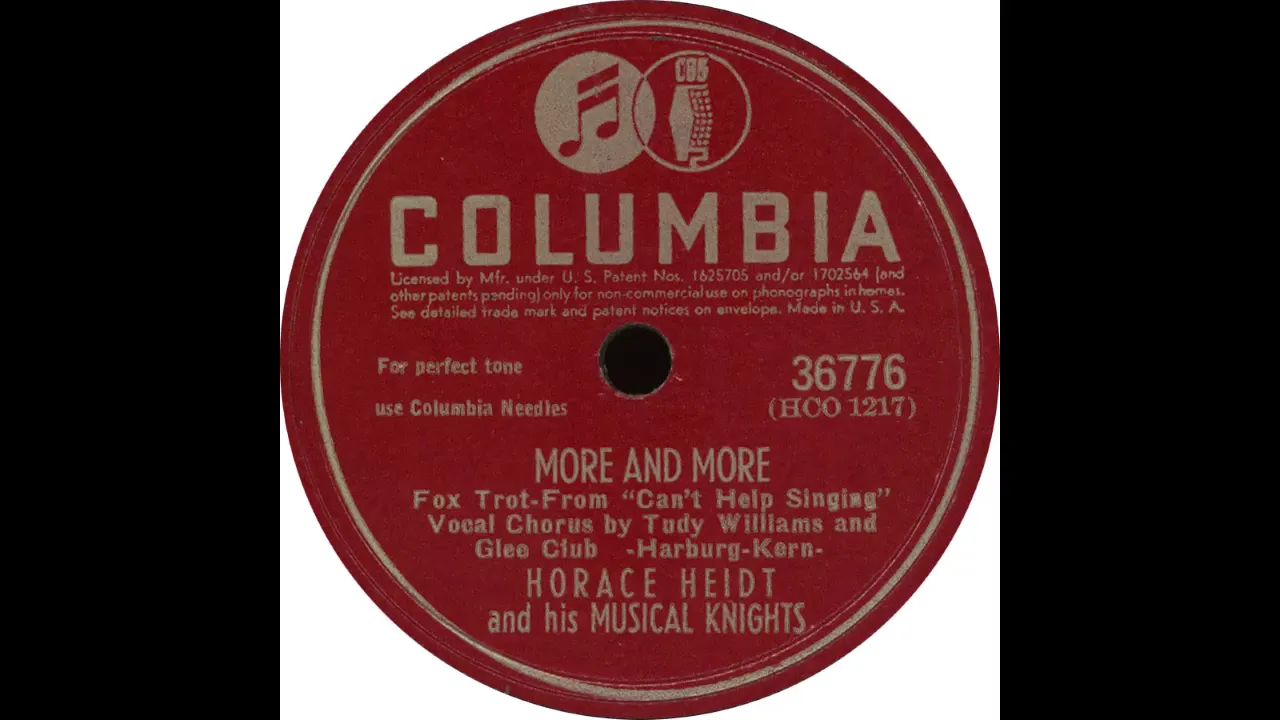 CBS
COLUMBIA
Licensed by Mfr. under U. S. Patent Nos. 1625705 and/or 1702564 (and
other patents pending) only for non-commercial use on phonographs in homes.
See detailed trade mark and patent notices on envelope. Made in U. S. A.
For perfect tone
36776
use Columbia Needles
(HCO 1217)
MORE AND MORE
Fox Trot-From "Can't Help Singing"
Vocal Chorus by Tudy Williams and
Glee Club -Harburg-Kern-
HORACE HEIDT
and his MUSICAL KNIGHTS